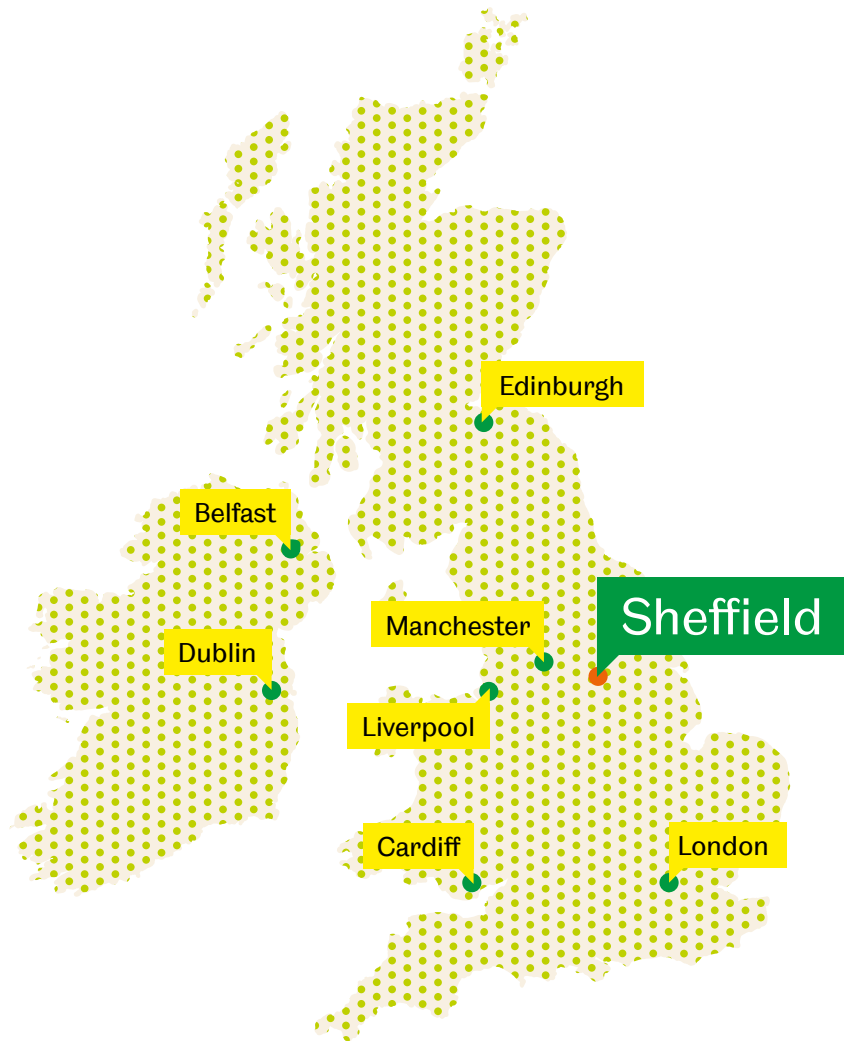 Edinburgh
Belfast
Sheffield
Manchester
Dublin
Liverpool
Cardiff
London